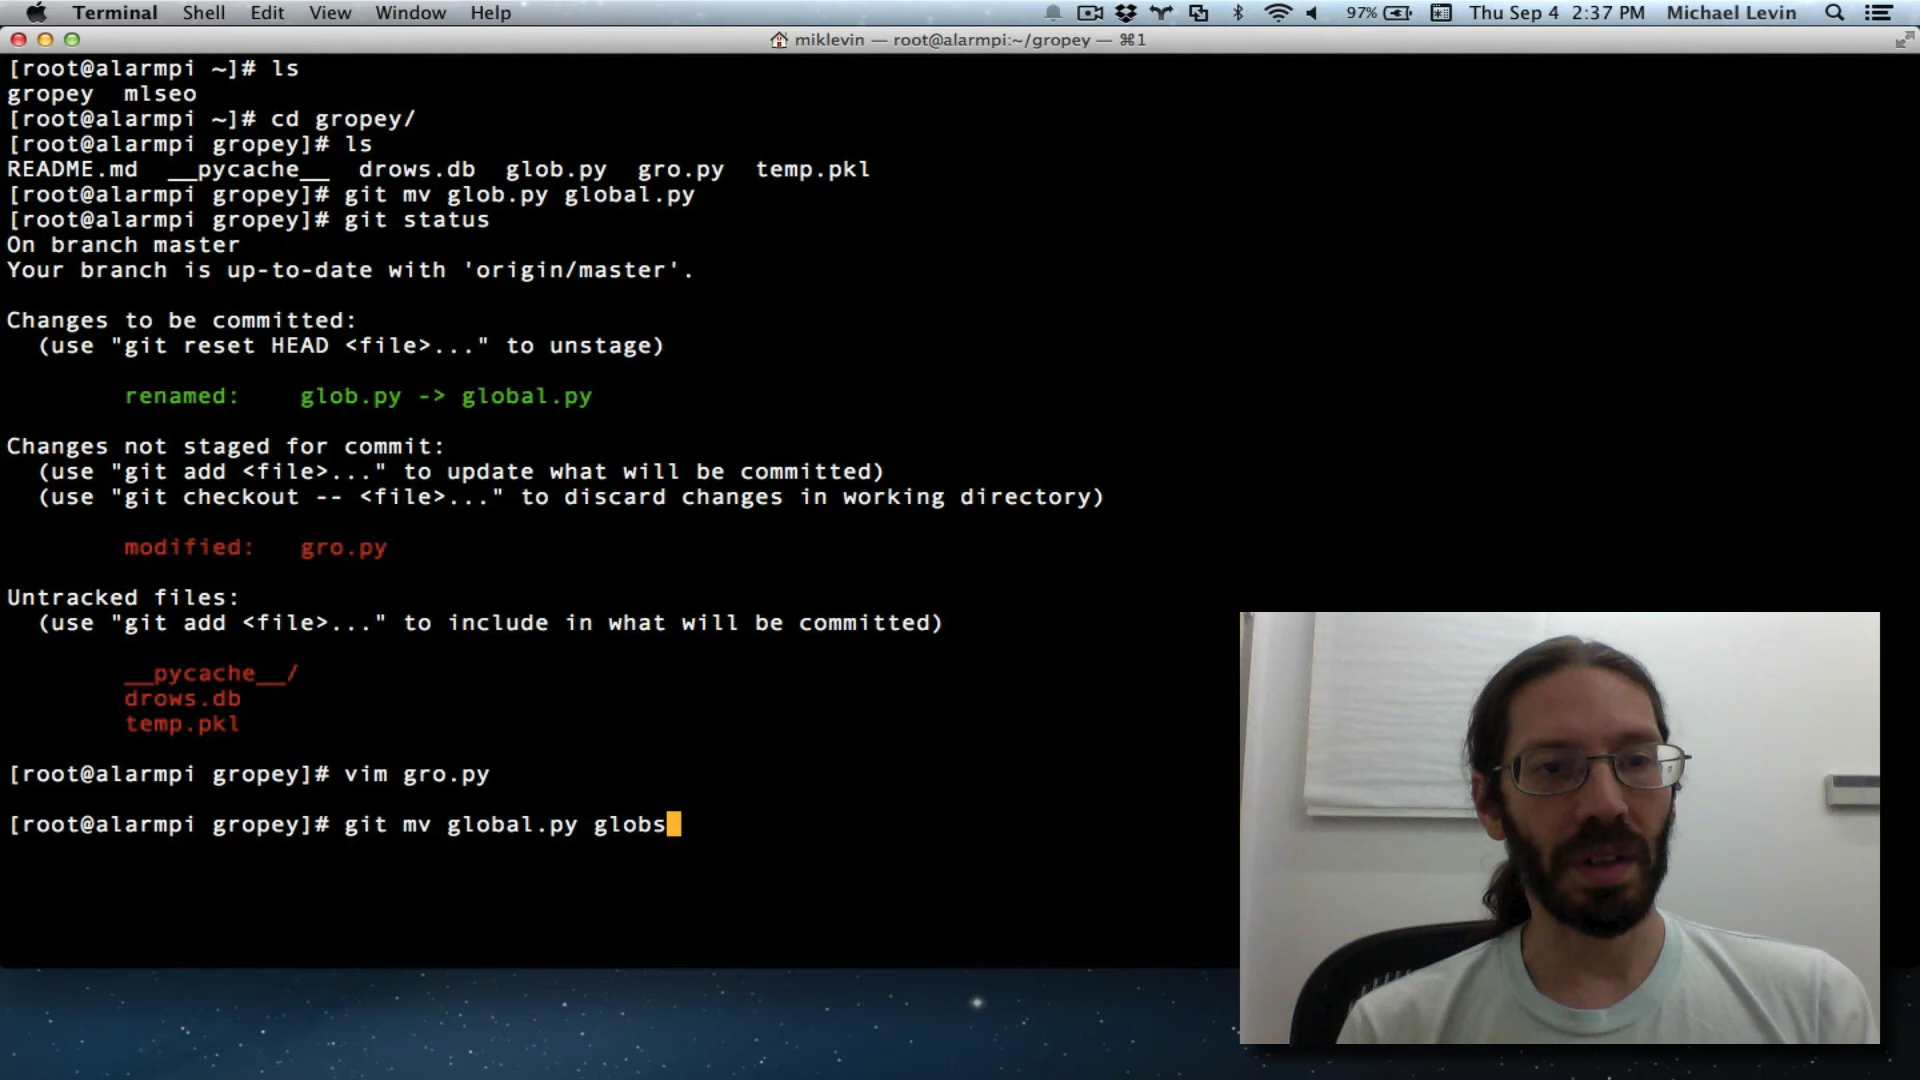 Terminal Shell Edit View Window Help 97% Thu Sep 4 2:37 PM Michael Levin
miklevin — root@alarmpi:~/gropey — ⌘1
[root@alarmpi ~]# ls
gropey  mlseo
[root@alarmpi ~]# cd gropey/
[root@alarmpi gropey]# ls
README.md  __pycache__  drows.db  glob.py  gro.py  temp.pkl
[root@alarmpi gropey]# git mv glob.py global.py
[root@alarmpi gropey]# git status
On branch master
Your branch is up-to-date with 'origin/master'.
Changes to be committed:
  (use "git reset HEAD <file>..." to unstage)
        renamed:    glob.py -> global.py
Changes not staged for commit:
  (use "git add <file>..." to update what will be committed)
  (use "git checkout -- <file>..." to discard changes in working directory)
        modified:   gro.py
Untracked files:
  (use "git add <file>..." to include in what will be committed)
        __pycache__/
        drows.db
        temp.pkl
[root@alarmpi gropey]# vim gro.py
[root@alarmpi gropey]# git mv global.py globs